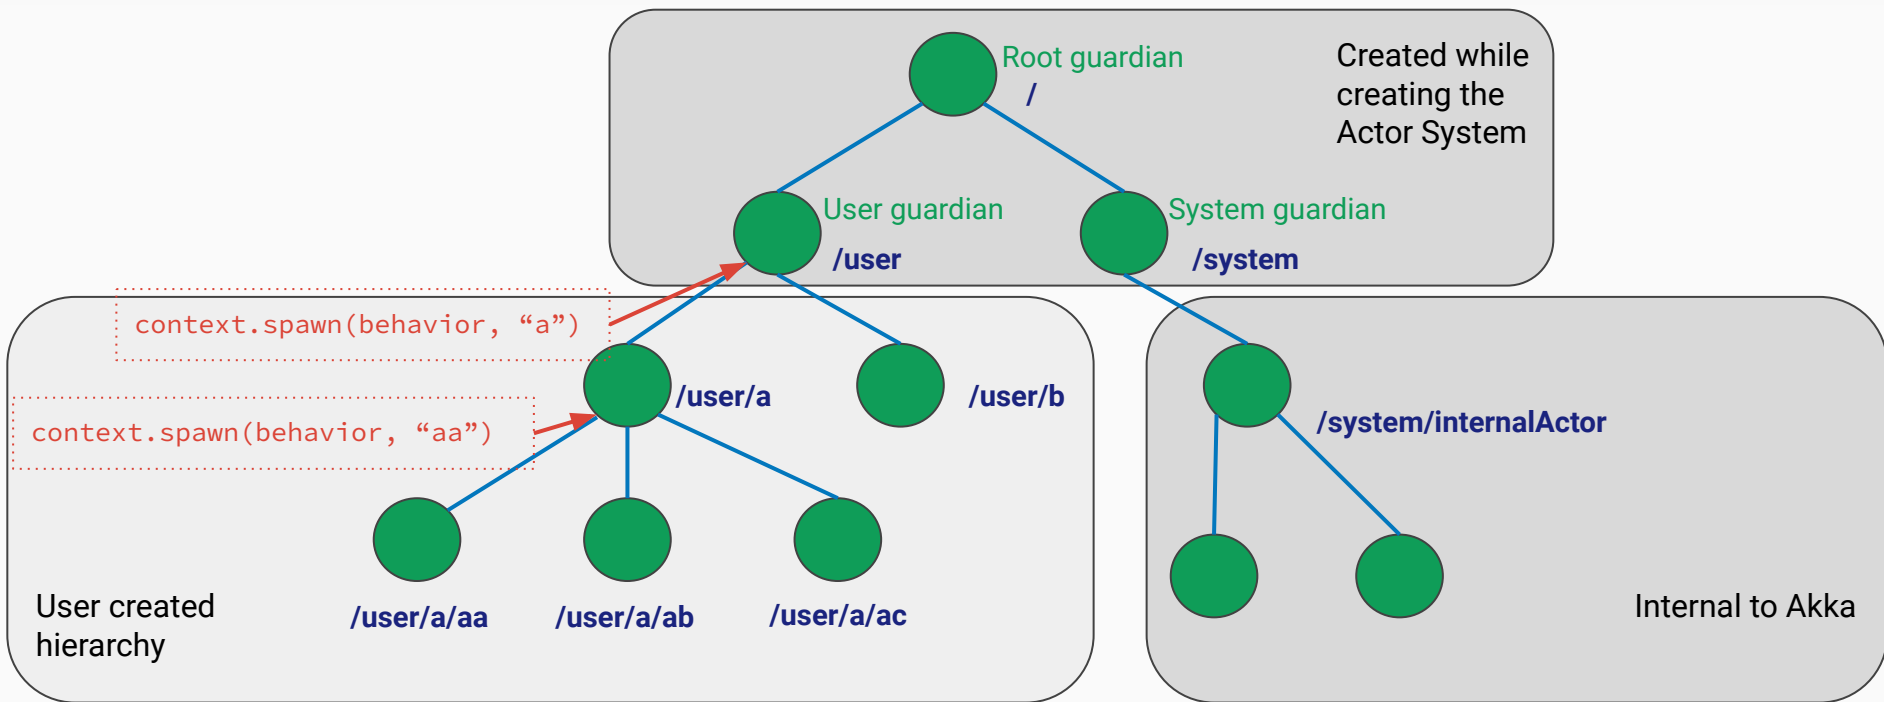 Root guardian
/
Created while
creating the
Actor System
User guardian
/user
System guardian
/system
context.spawn(behavior, “a”)
/user/a
/user/b
context.spawn(behavior, “aa”)
/system/internalActor
User created
hierarchy
/user/a/aa
/user/a/ab
/user/a/ac
Internal to Akka